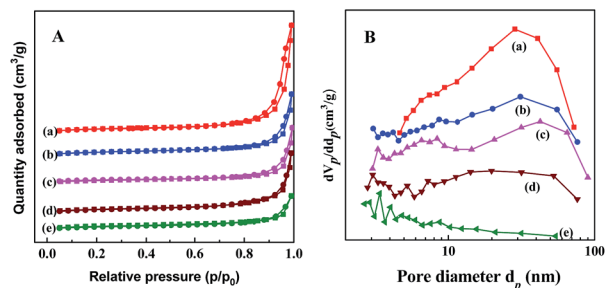 A
Quantity adsorbed (cm³/g)
(a)
(b)
(c)
(d)
(e)
0.0 0.2 0.4 0.6 0.8 1.0
Relative pressure (p/p₀)
B
dVₚ/ddₚ(cm³/g)
(a)
(b)
(c)
(d)
(e)
10 100
Pore diameter dₚ (nm)